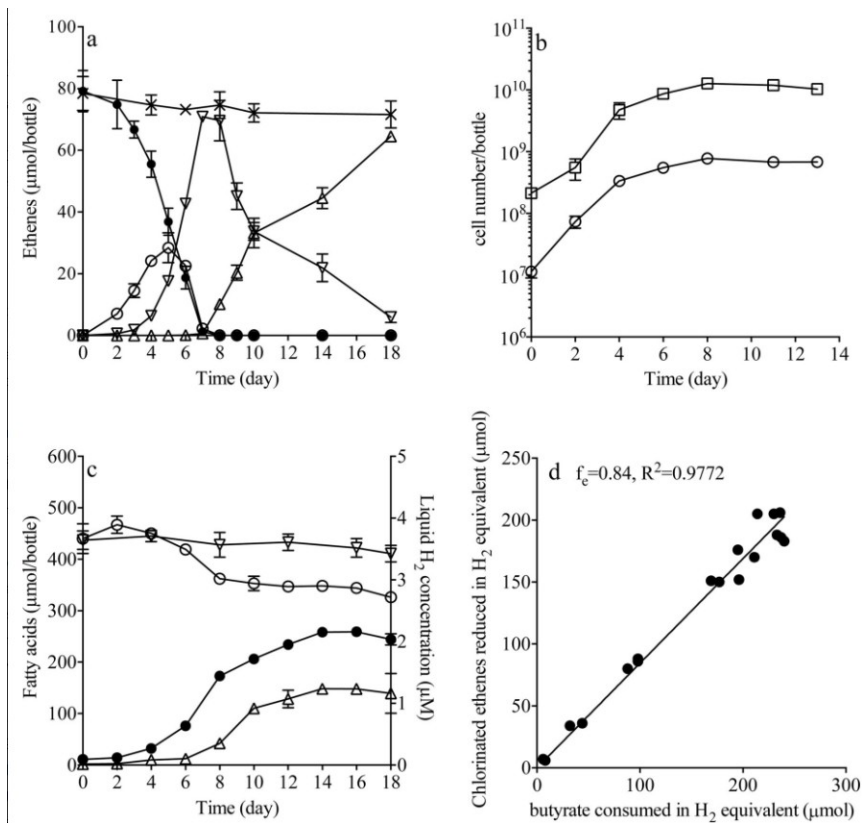 a
Ethenes (μmol/bottle)
100
80
60
40
20
0
0 2 4 6 8 10 12 14 16 18
Time (day)
b
cell number/bottle
10¹¹
10¹⁰
10⁹
10⁸
10⁷
10⁶
0 2 4 6 8 10 12 14
Time (day)
c
Fatty acids (μmol/bottle)
600
500
400
300
200
100
0
Liquid H₂ concentration (μM)
5
4
3
2
1
0
0 2 4 6 8 10 12 14 16 18
Time (day)
d fₑ=0.84, R²=0.9772
Chlorinated ethenes reduced in H₂ equivalent (μmol)
250
200
150
100
50
0
0 100 200 300
butyrate consumed in H₂ equivalent (μmol)